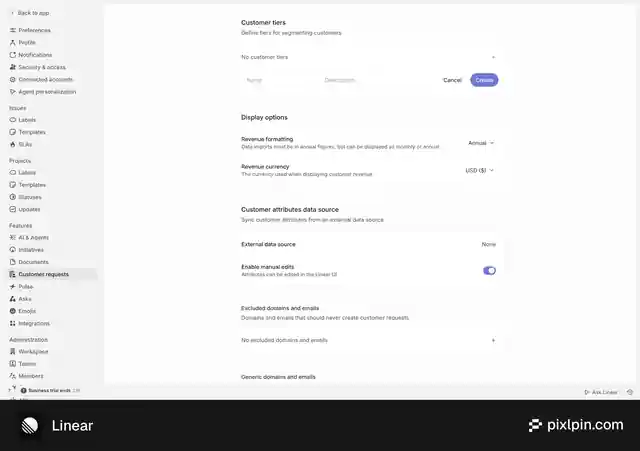 Back to app
Preferences
Profile
Notifications
Security & access
Connected accounts
Agent personalization
Issues
Labels
Templates
SLAs
Projects
Labels
Templates
Statuses
Updates
Features
AI & Agents
Initiatives
Documents
Customer requests
Pulse
Asks
Emojis
Integrations
Administration
Workspace
Teams
Members
Business trial ends
Customer tiers
Define tiers for segmenting customers
No customer tiers
Name
Description
Cancel
Create
Display options
Revenue formatting
Annual
Data imports must be in annual figures, but can be displayed as monthly or annual
Revenue currency
USD ($)
The currency used when displaying customer revenue
Customer attributes data source
Sync customer attributes from an external data source
External data source
None
Enable manual edits
Attributes can be edited in the Linear UI
Excluded domains and emails
Domains and emails that should never create customer requests
No excluded domains and emails
+
Generic domains and emails
Ask Linear
Linear
pixlpin.com